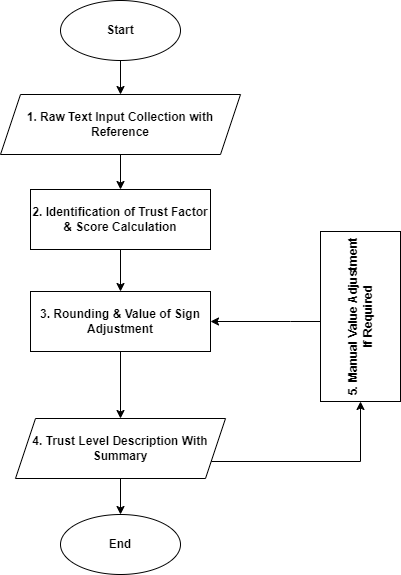 Start
1. Raw Text Input Collection with
Reference
2. Identification of Trust Factor
& Score Calculation
3. Rounding & Value of Sign
Adjustment
5. Manual Value Adjustment
If Required
4. Trust Level Description With
Summary
End